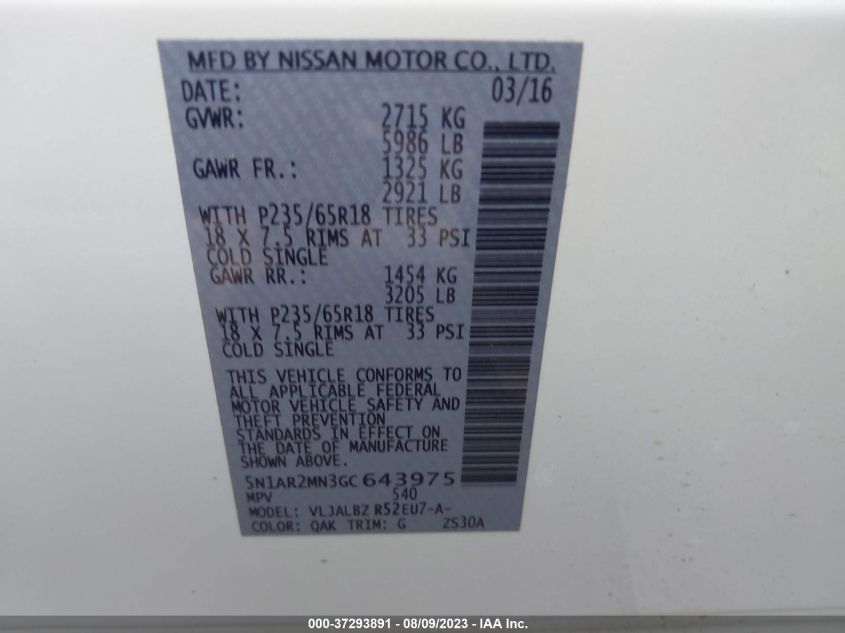 MFD BY NISSAN MOTOR CO., LTD.
DATE: 03/16
GVWR: 2715 KG
5986 LB
GAWR FR.: 1325 KG
2921 LB
WITH P235/65R18 TIRES
18 X 7.5 RIMS AT 33 PSI
COLD SINGLE
GAWR RR.: 1454 KG
3205 LB
WITH P235/65R18 TIRES
18 X 7.5 RIMS AT 33 PSI
COLD SINGLE
THIS VEHICLE CONFORMS TO
ALL APPLICABLE FEDERAL
MOTOR VEHICLE SAFETY AND
THEFT PREVENTION
STANDARDS IN EFFECT ON
THE DATE OF MANUFACTURE
SHOWN ABOVE.
5N1AR2MN3GC643975
MPV 540
MODEL: VLJALBZ R52EU7-A-
COLOR: QAK TRIM: G 2S30A
000-37293891 - 08/09/2023 - IAA Inc.